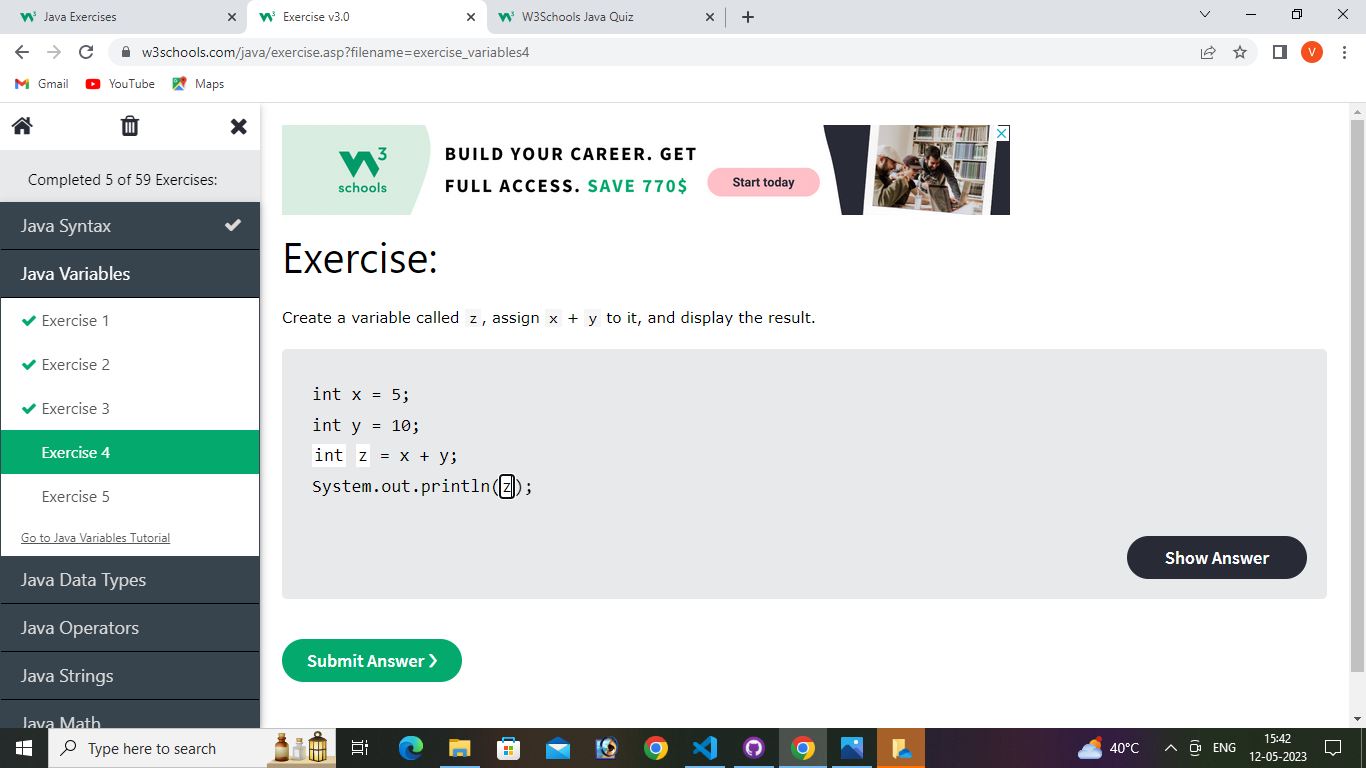 Java Exercises
Exercise v3.0
W3Schools Java Quiz
w3schools.com/java/exercise.asp?filename=exercise_variables4
V
Gmail
YouTube
Maps
Completed 5 of 59 Exercises:
Java Syntax
Java Variables
Exercise 1
Exercise 2
Exercise 3
Exercise 4
Exercise 5
Go to Java Variables Tutorial
Java Data Types
Java Operators
Java Strings
Java Math
W3
schools
BUILD YOUR CAREER. GET
FULL ACCESS. SAVE 770$
Start today
Exercise:
Create a variable called z, assign x + y to it, and display the result.
int x = 5;
int y = 10;
int z = x + y;
System.out.println(z);
Show Answer
Submit Answer ❯
Type here to search
40°C
ENG
15:42
12-05-2023